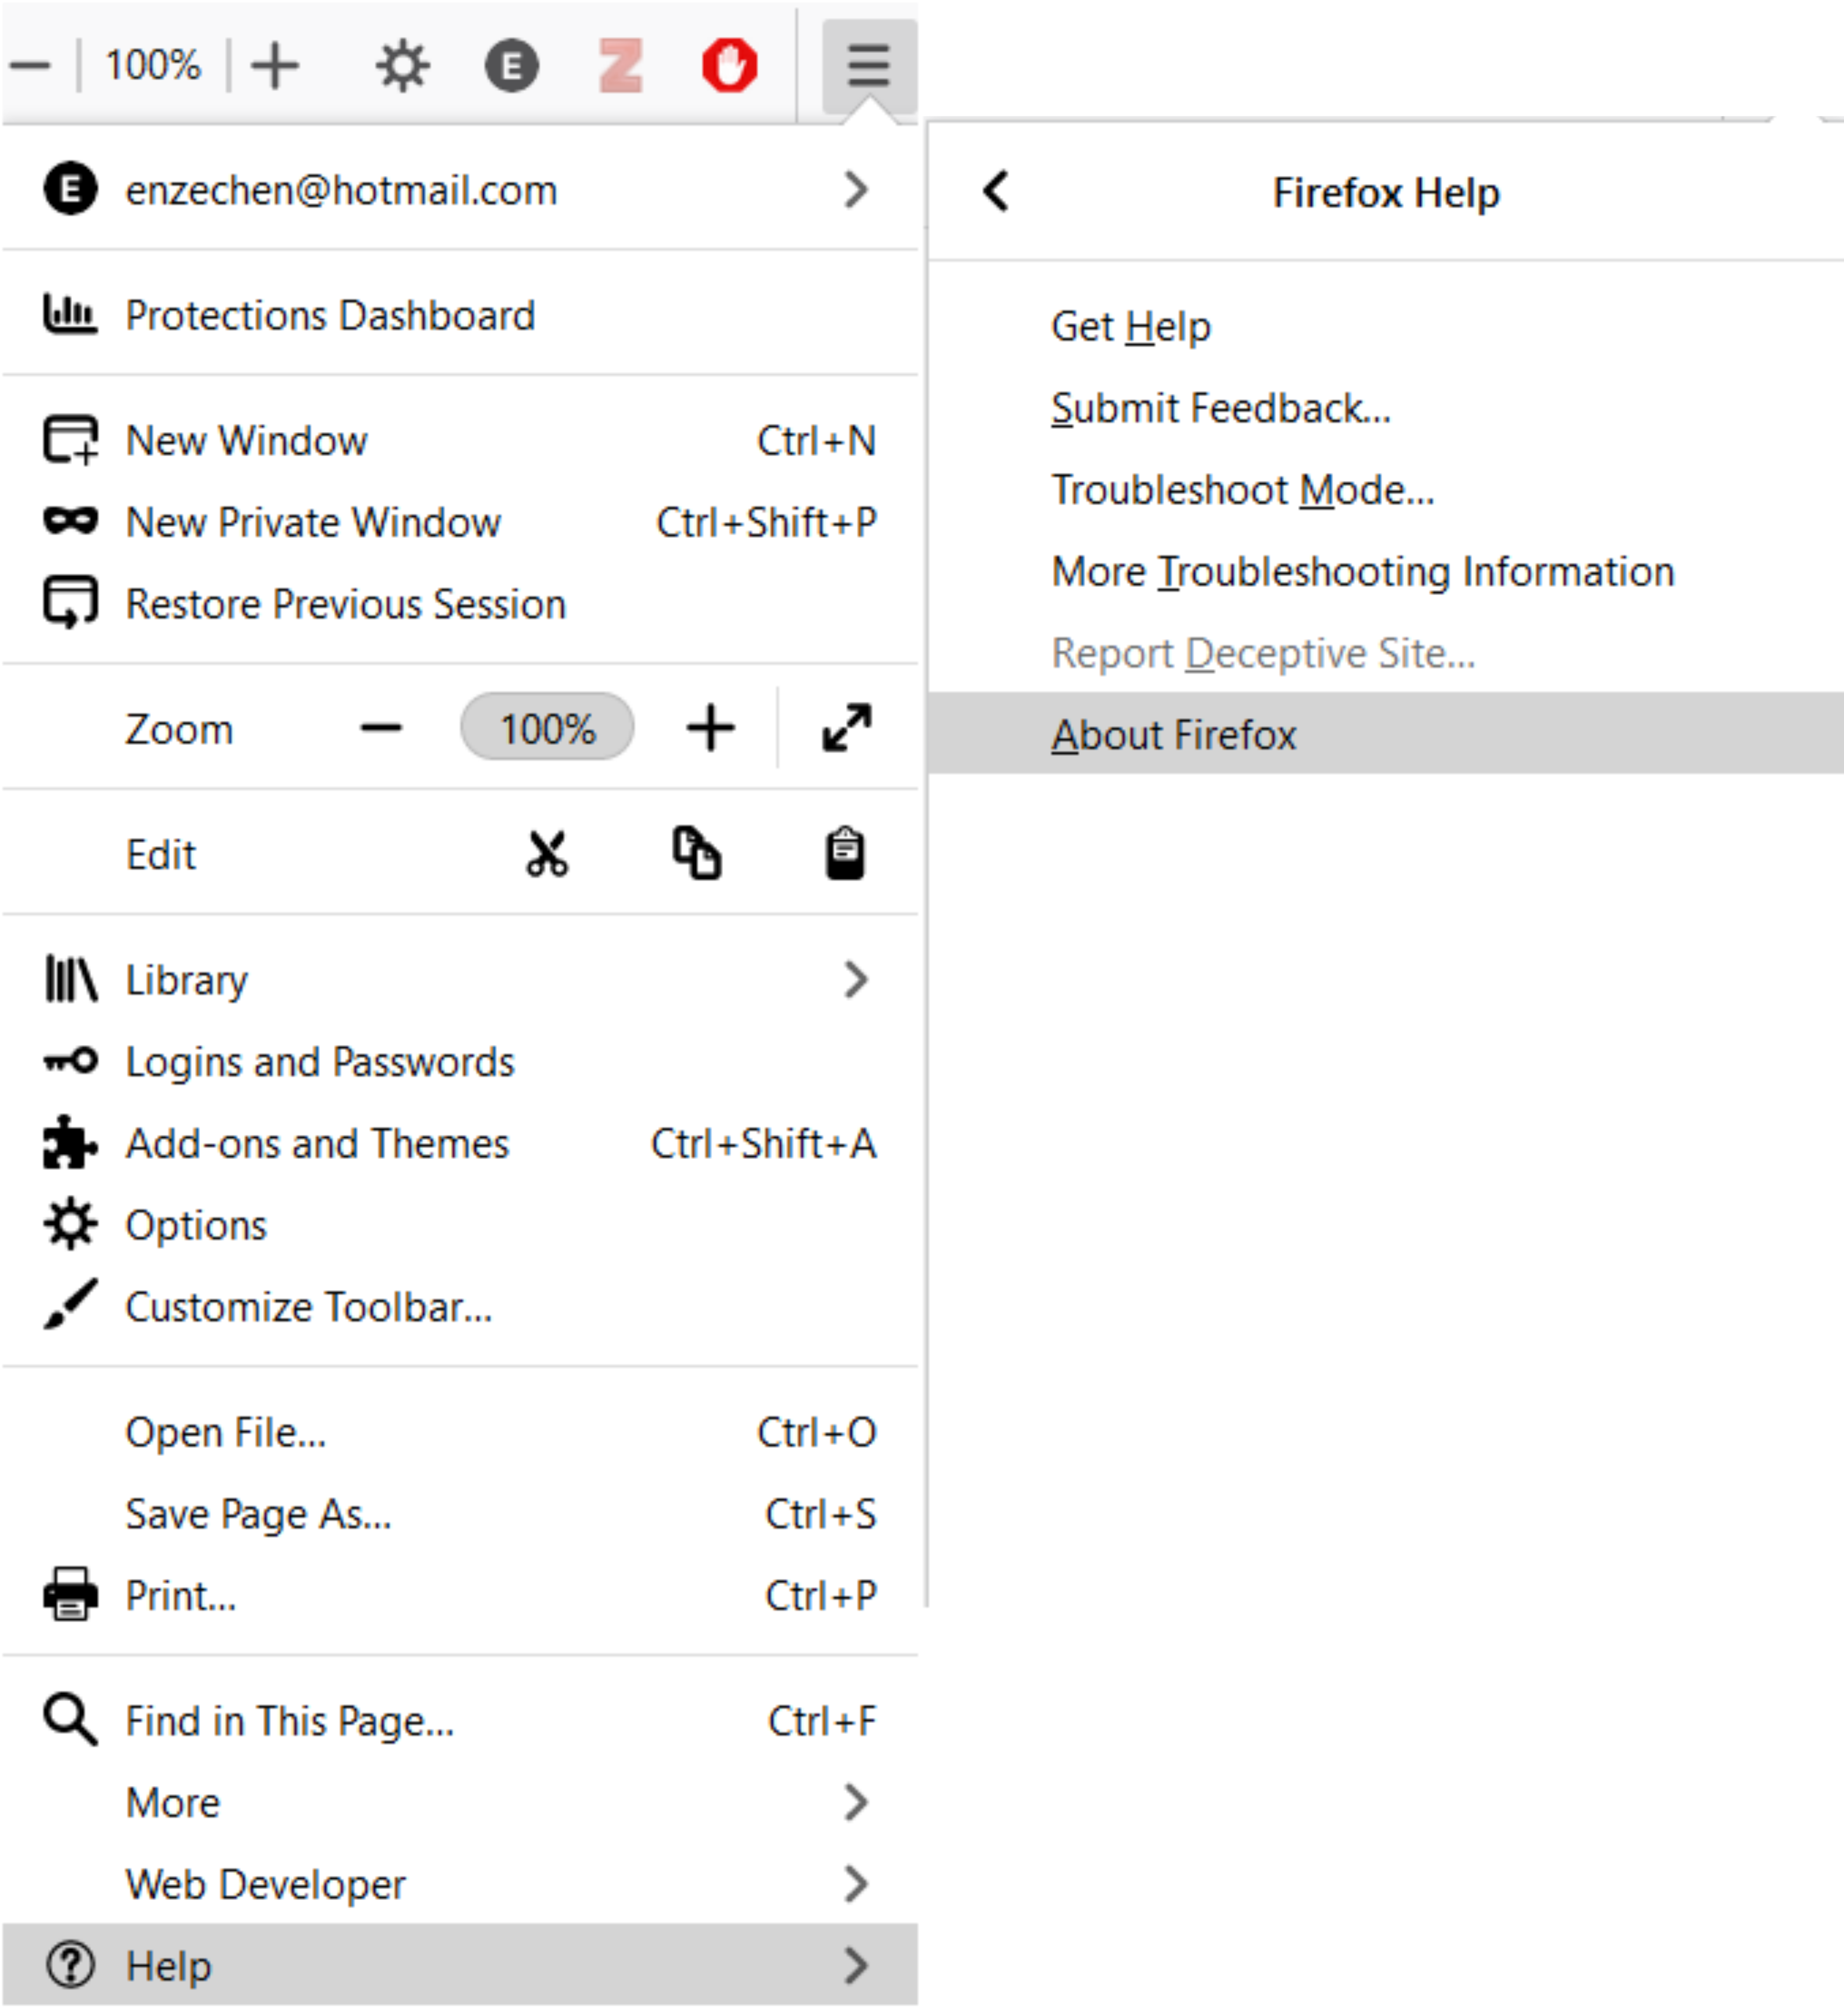 100%
E
Z
E
enzechen@hotmail.com
Protections Dashboard
New Window Ctrl+N
New Private Window Ctrl+Shift+P
Restore Previous Session
Zoom 100%
Edit
Library
Logins and Passwords
Add-ons and Themes Ctrl+Shift+A
Options
Customize Toolbar...
Open File... Ctrl+O
Save Page As... Ctrl+S
Print... Ctrl+P
Find in This Page... Ctrl+F
More
Web Developer
Help
Firefox Help
Get Help
Submit Feedback...
Troubleshoot Mode...
More Troubleshooting Information
Report Deceptive Site...
About Firefox